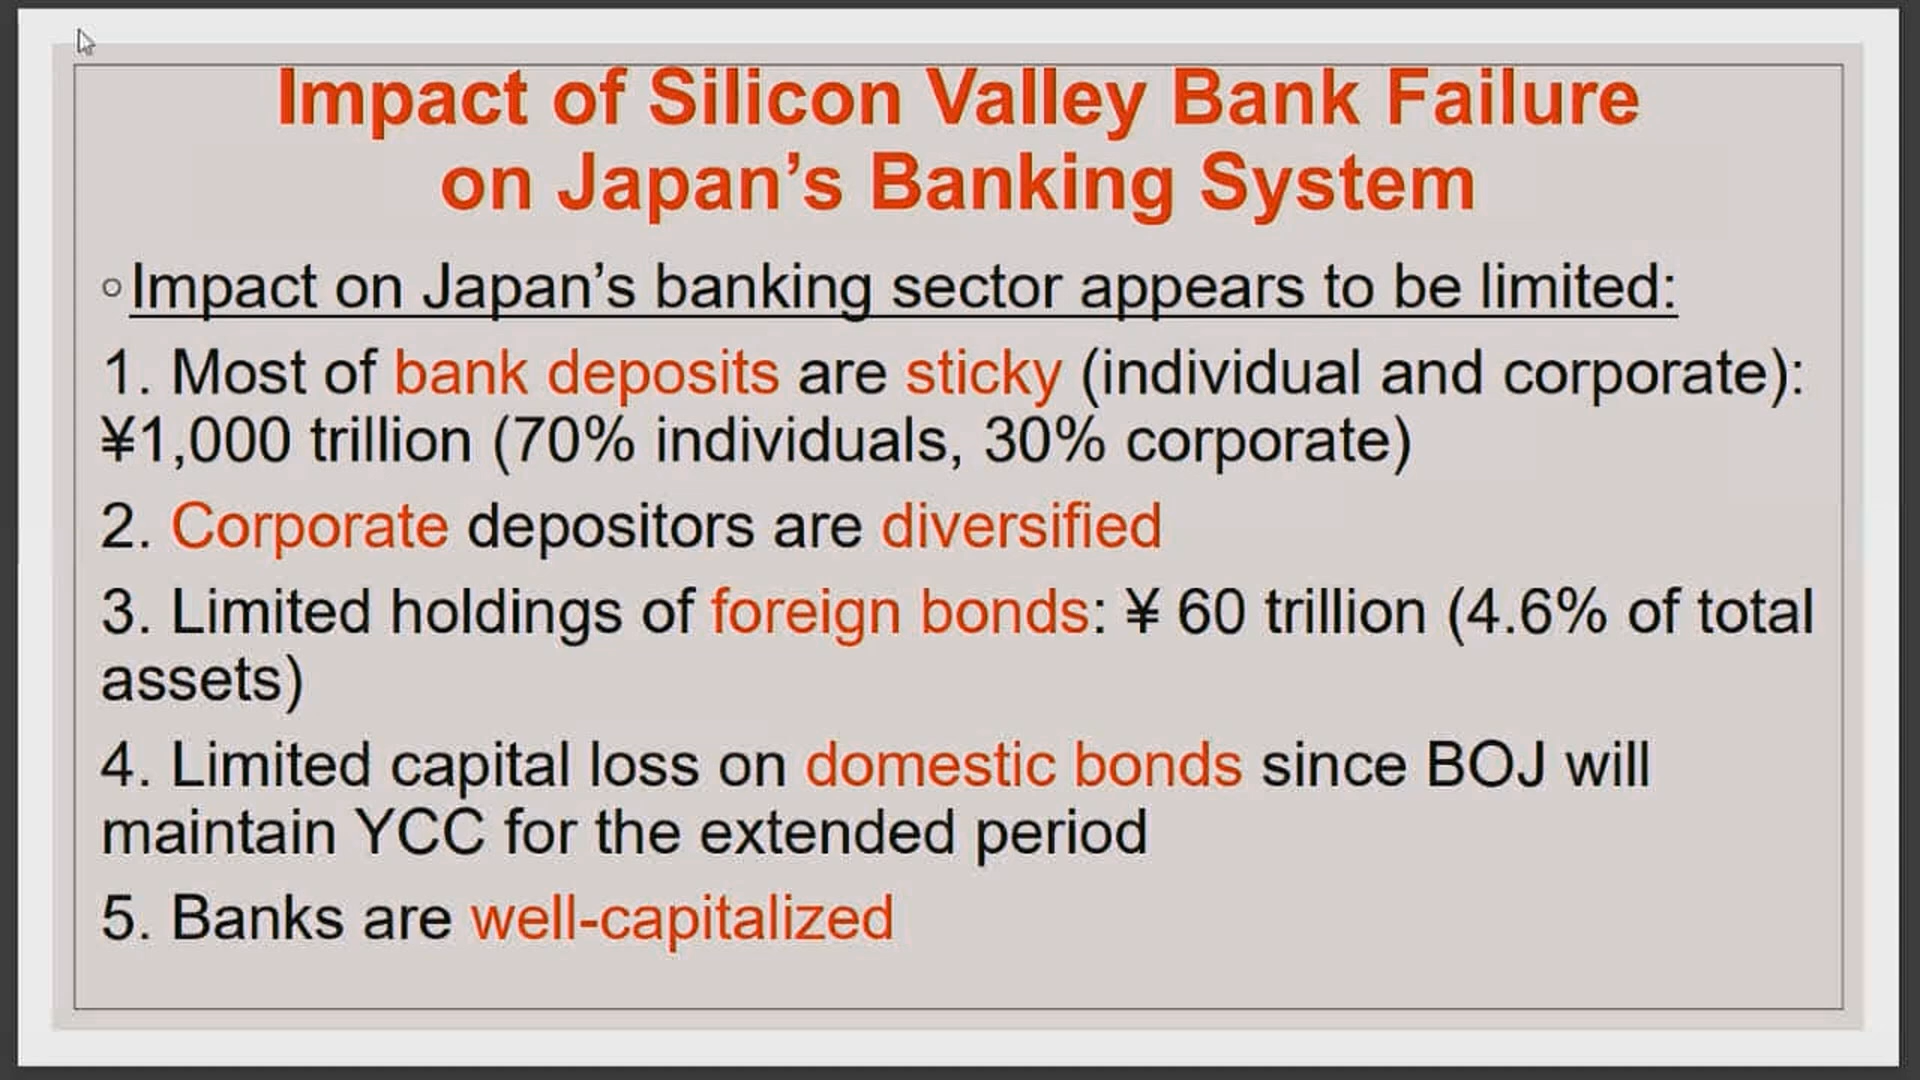 Impact of Silicon Valley Bank Failure
on Japan’s Banking System
◦Impact on Japan’s banking sector appears to be limited:
1. Most of bank deposits are sticky (individual and corporate):
¥1,000 trillion (70% individuals, 30% corporate)
2. Corporate depositors are diversified
3. Limited holdings of foreign bonds: ¥ 60 trillion (4.6% of total
assets)
4. Limited capital loss on domestic bonds since BOJ will
maintain YCC for the extended period
5. Banks are well-capitalized